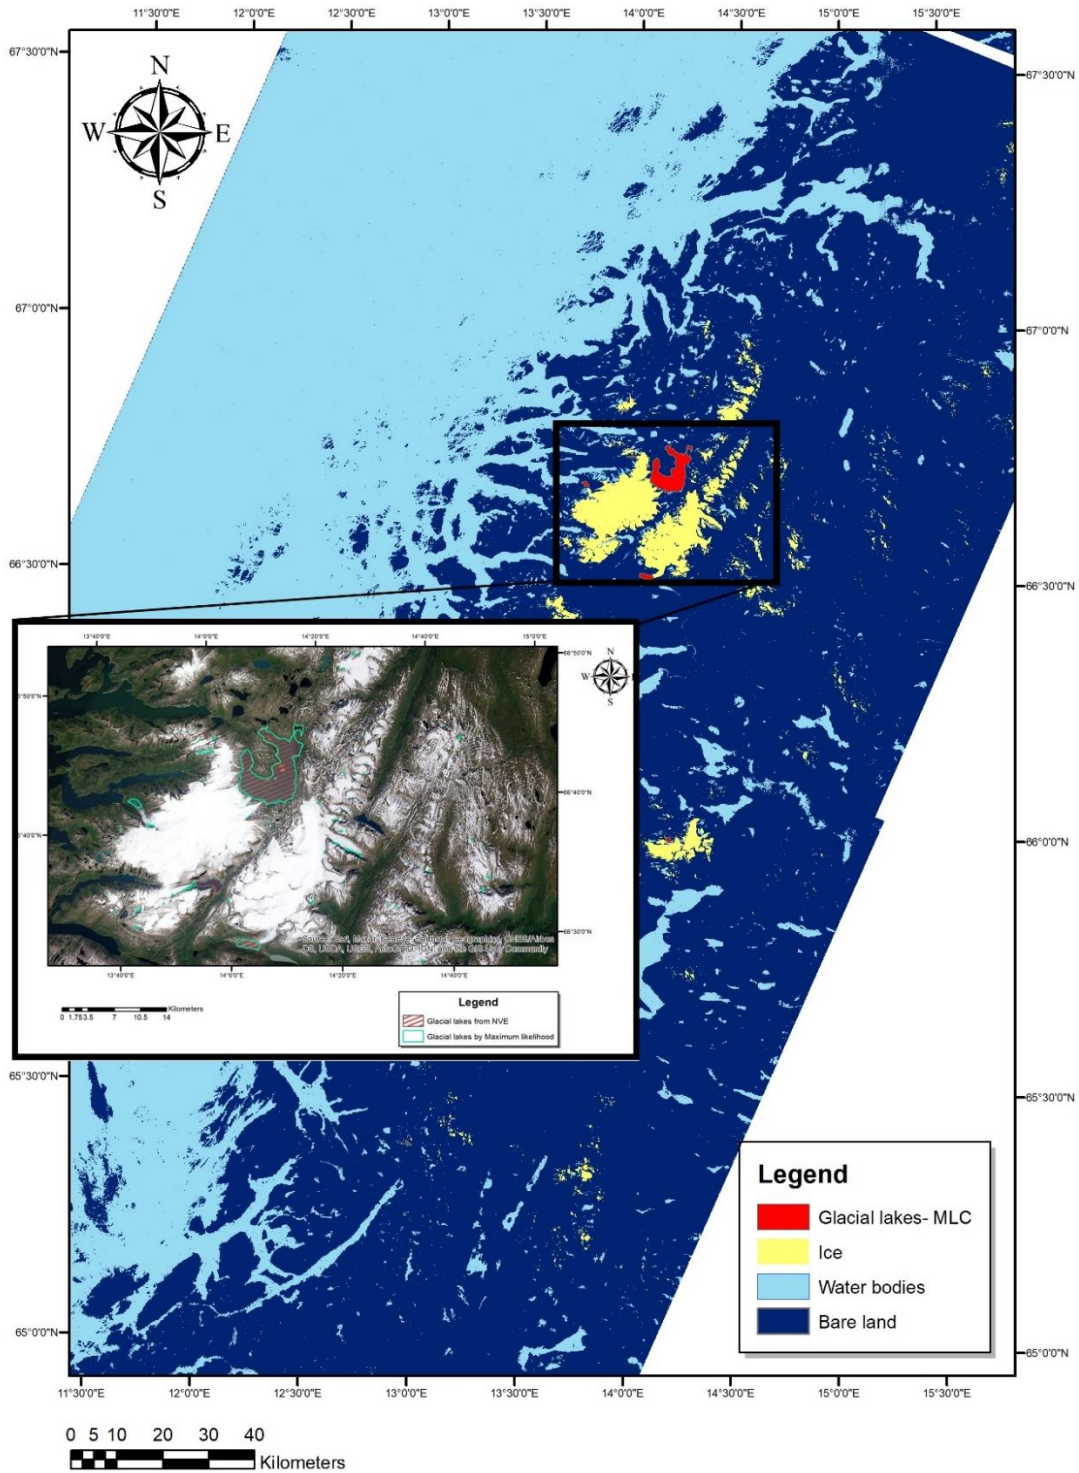 11°30'0"E 12°0'0"E 12°30'0"E 13°0'0"E 13°30'0"E 14°0'0"E 14°30'0"E 15°0'0"E 15°30'0"E
67°30'0"N
67°30'0"N
N
W E
S
67°0'0"N
67°0'0"N
66°30'0"N
66°30'0"N
13°40'0"E 14°0'0"E 14°20'0"E 14°40'0"E 15°0'0"E
66°50'0"N
N
W
S
66°40'0"N
66°30'0"N
13°40'0"E 14°0'0"E 14°20'0"E 14°40'0"E
Kilometers
0 1.75 3.5 7 10.5 14
Legend
Glacial lakes from NVE
Glacial lakes by Maximum likelihood
66°0'0"N
65°30'0"N
65°30'0"N
Legend
Glacial lakes- MLC
Ice
Water bodies
Bare land
65°0'0"N
65°0'0"N
11°30'0"E 12°0'0"E 12°30'0"E 13°0'0"E 13°30'0"E 14°0'0"E 14°30'0"E 15°0'0"E 15°30'0"E
0 5 10 20 30 40
Kilometers